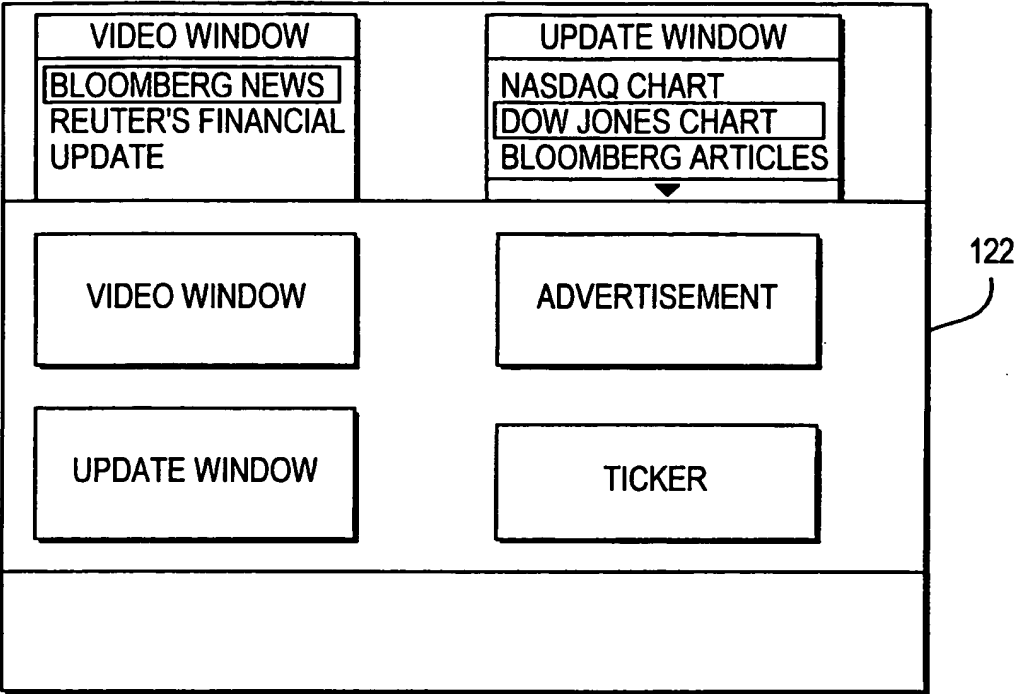 VIDEO WINDOW
BLOOMBERG NEWS
REUTER'S FINANCIAL
UPDATE
UPDATE WINDOW
NASDAQ CHART
DOW JONES CHART
BLOOMBERG ARTICLES
VIDEO WINDOW
ADVERTISEMENT
122
UPDATE WINDOW
TICKER